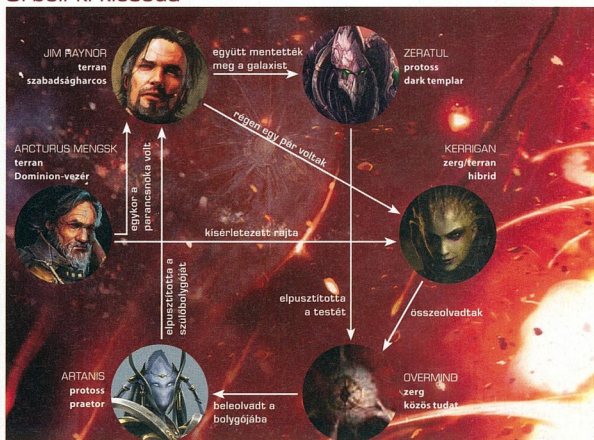 JIM RAYNOR
terran
szabadságharcos
együtt mentették
meg a galaxist
ZERATUL
protoss
dark templar
régen egy pár voltak
ARCTURUS MENGSK
terran
Dominion-vezér
egykor a
parancsnoka volt
KERRIGAN
zerg/terran
hibrid
kísérletezett rajta
elpusztította a
szülőbolygóját
elpusztította
a testét
összeolvadtak
ARTANIS
protoss
praetor
beleolvadt a
bolygójába
OVERMIND
zerg
közös tudat